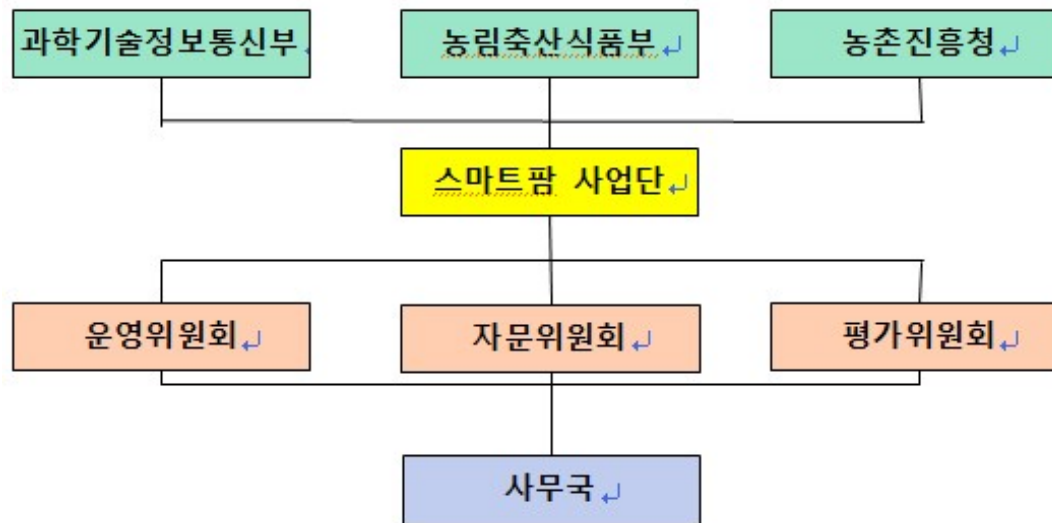 과학기술정보통신부
농림축산식품부
농촌진흥청
스마트팜 사업단
운영위원회
자문위원회
평가위원회
사무국